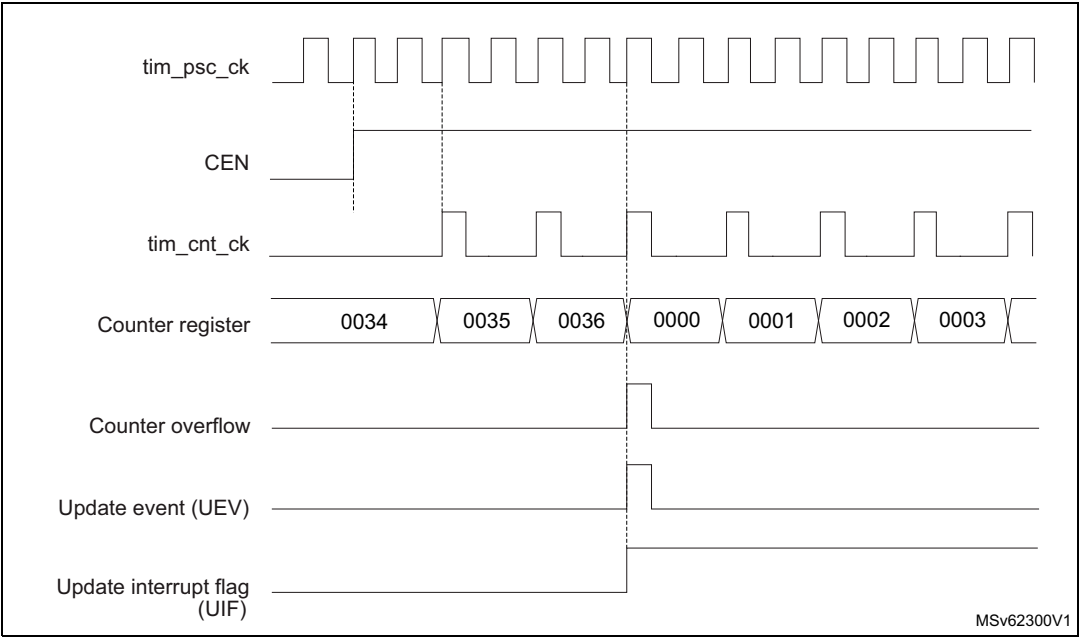 tim_psc_ck
CEN
tim_cnt_ck
Counter register 0034 0035 0036 0000 0001 0002 0003
Counter overflow
Update event (UEV)
Update interrupt flag
(UIF)
MSv62300V1